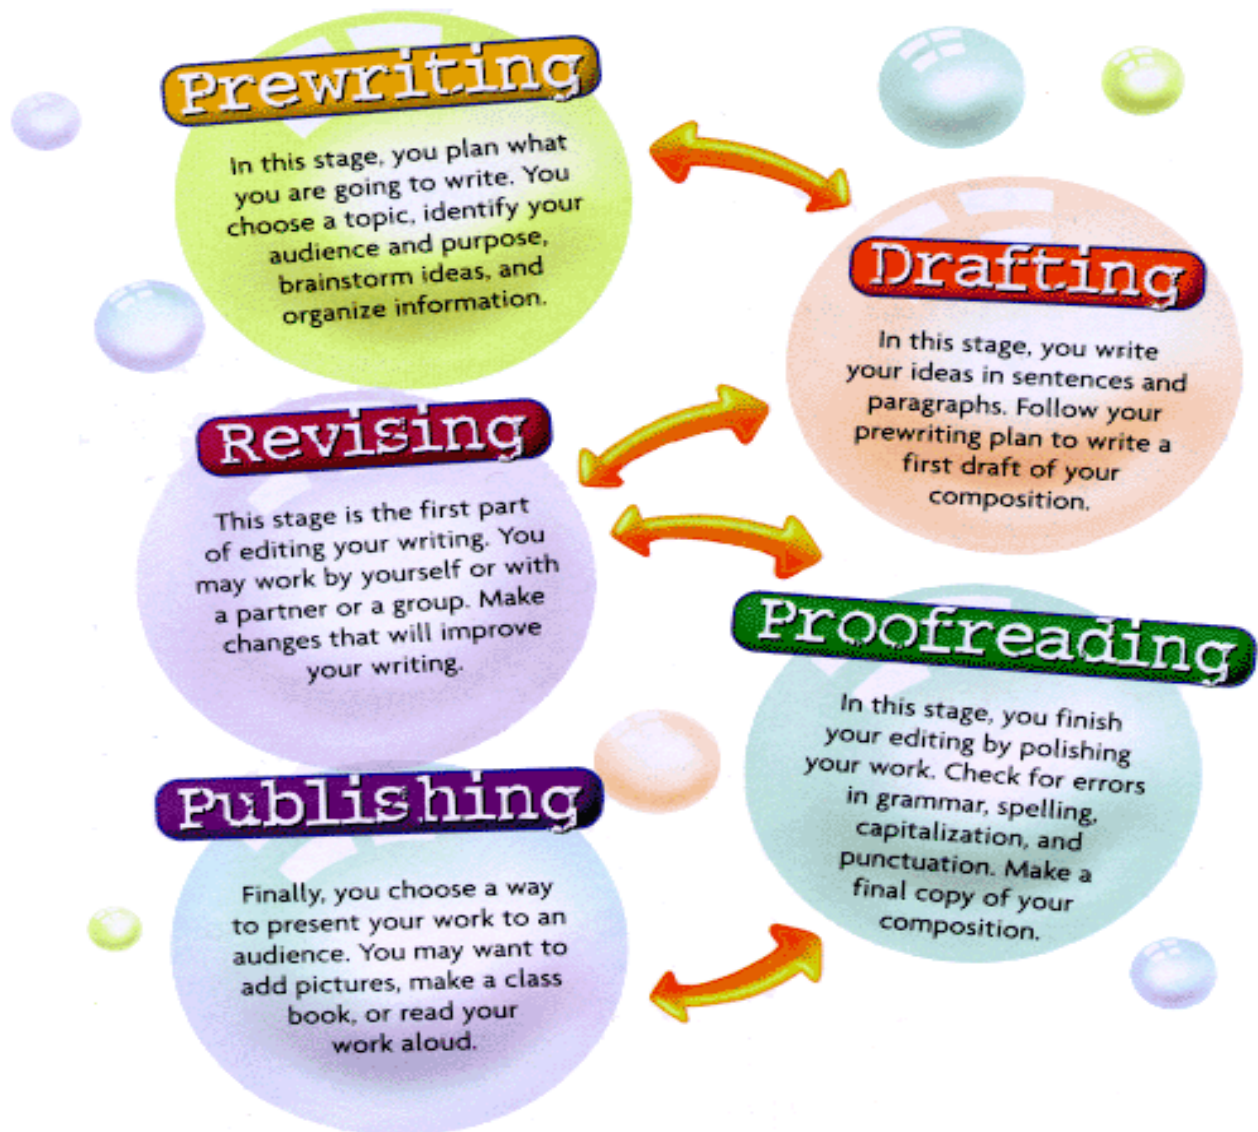 Prewriting
In this stage, you plan what
you are going to write. You
choose a topic, identify your
audience and purpose,
brainstorm ideas, and
organize information.
Drafting
In this stage, you write
your ideas in sentences and
paragraphs. Follow your
prewriting plan to write a
first draft of your
composition.
Revising
This stage is the first part
of editing your writing. You
may work by yourself or with
a partner or a group. Make
changes that will improve
your writing.
Proofreading
In this stage, you finish
your editing by polishing
your work. Check for errors
in grammar, spelling,
capitalization, and
punctuation. Make a
final copy of your
composition.
Publishing
Finally, you choose a way
to present your work to an
audience. You may want to
add pictures, make a class
book, or read your
work aloud.